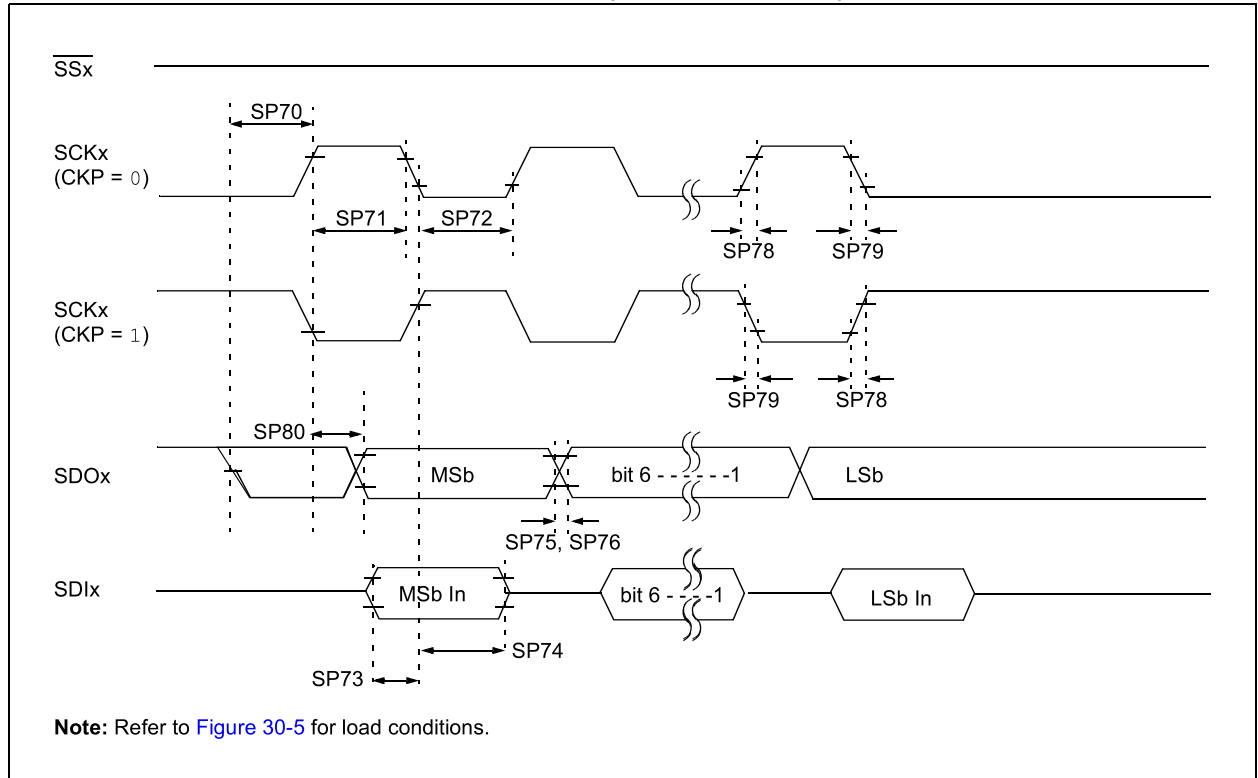 SSx
SP70
SCKx
(CKP = 0)
SP71
SP72
SP78
SP79
SCKx
(CKP = 1)
SP79
SP78
SP80
SDOx
MSb
bit 6 - - - - - - -1
LSb
SP75, SP76
SDIx
MSb In
bit 6 - - - - -1
LSb In
SP74
SP73
Note: Refer to Figure 30-5 for load conditions.